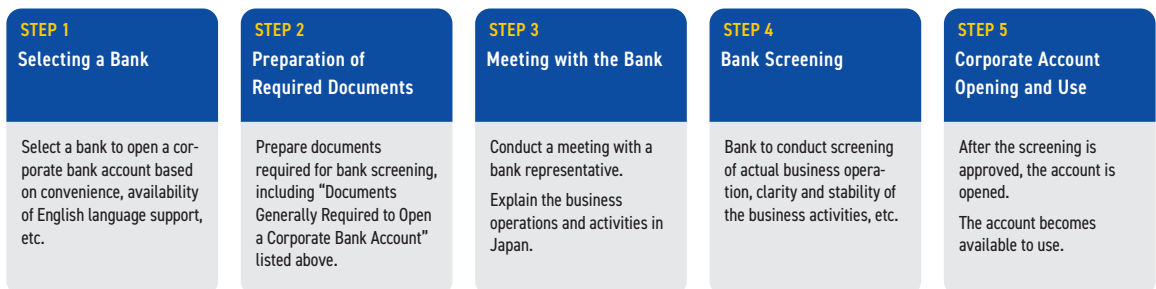 STEP 1
Selecting a Bank
Select a bank to open a cor-
porate bank account based
on convenience, availability
of English language support,
etc.
STEP 2
Preparation of
Required Documents
Prepare documents
required for bank screening,
including “Documents
Generally Required to Open
a Corporate Bank Account”
listed above.
STEP 3
Meeting with the Bank
Conduct a meeting with a
bank representative.
Explain the business
operations and activities in
Japan.
STEP 4
Bank Screening
Bank to conduct screening
of actual business opera-
tion, clarity and stability of
the business activities, etc.
STEP 5
Corporate Account
Opening and Use
After the screening is
approved, the account is
opened.
The account becomes
available to use.